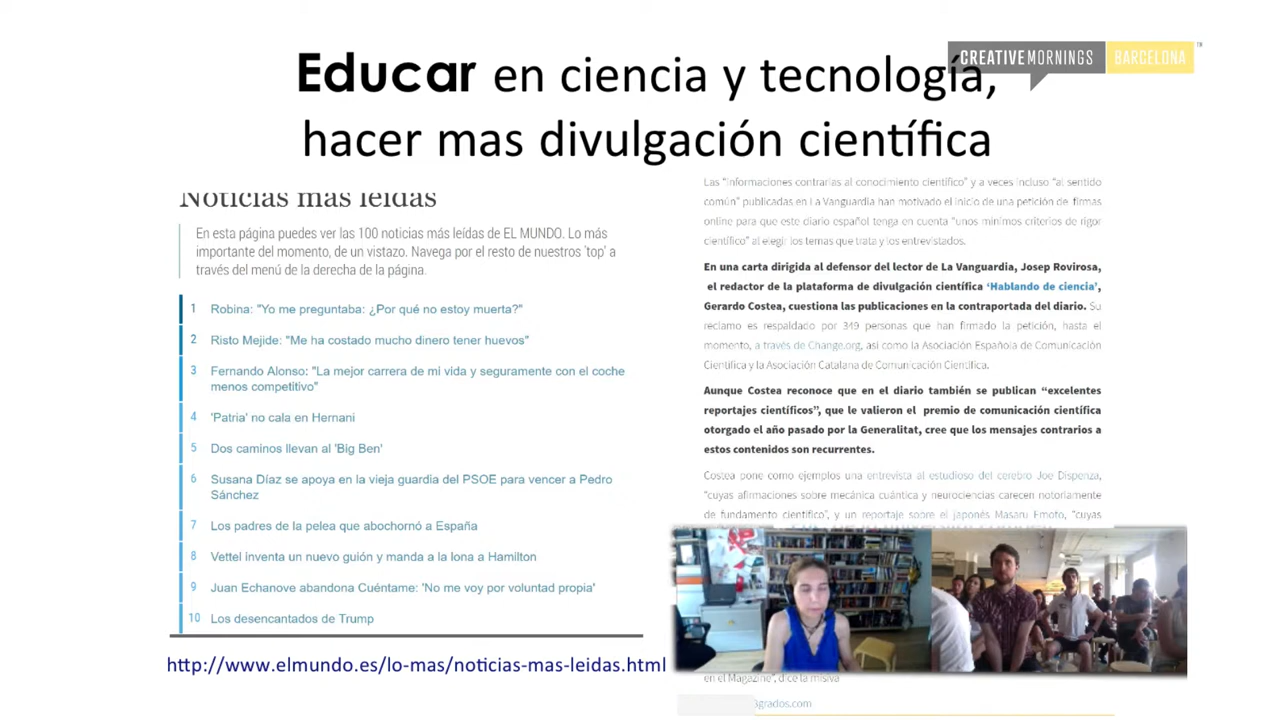 Educar en ciencia y tecnología,
hacer mas divulgación científica
CREATIVEMORNINGS BARCELONA
TM
Noticias más leídas
En esta página puedes ver las 100 noticias más leídas de EL MUNDO. Lo más
importante del momento, de un vistazo. Navega por el resto de nuestros 'top' a
través del menú de la derecha de la página.
1 Robina: "Yo me preguntaba: ¿Por qué no estoy muerta?"
2 Risto Mejide: "Me ha costado mucho dinero tener huevos"
3 Fernando Alonso: "La mejor carrera de mi vida y seguramente con el coche
menos competitivo"
4 'Patria' no cala en Hernani
5 Dos caminos llevan al 'Big Ben'
6 Susana Díaz se apoya en la vieja guardia del PSOE para vencer a Pedro
Sánchez
7 Los padres de la pelea que abochornó a España
8 Vettel inventa un nuevo guión y manda a la lona a Hamilton
9 Juan Echanove abandona Cuéntame: 'No me voy por voluntad propia'
10 Los desencantados de Trump
http://www.elmundo.es/lo-mas/noticias-mas-leidas.html
Las "informaciones contrarias al conocimiento científico" y a veces incluso "al sentido
común" publicadas en La Vanguardia han motivado el inicio de una petición de firmas
online para que este diario español tenga en cuenta "unos mínimos criterios de rigor
científico" al elegir los temas que trata y los entrevistados.
En una carta dirigida al defensor del lector de La Vanguardia, Josep Rovirosa,
el redactor de la plataforma de divulgación científica 'Hablando de ciencia',
Gerardo Costea, cuestiona las publicaciones en la contraportada del diario. Su
reclamo es respaldado por 349 personas que han firmado la petición, hasta el
momento, a través de Change.org, así como la Asociación Española de Comunicación
Científica y la Asociación Catalana de Comunicación Científica.
Aunque Costea reconoce que en el diario también se publican "excelentes
reportajes científicos", que le valieron el premio de comunicación científica
otorgado el año pasado por la Generalitat, cree que los mensajes contrarios a
estos contenidos son recurrentes.
Costea pone como ejemplos una entrevista al estudioso del cerebro Joe Dispenza,
"cuyas afirmaciones sobre mecánica cuántica y neurociencias carecen notoriamente
de fundamento científico", y un reportaje sobre el japonés Masaru Emoto, "cuyas
en el Magazine", dice la misiva
grados.com